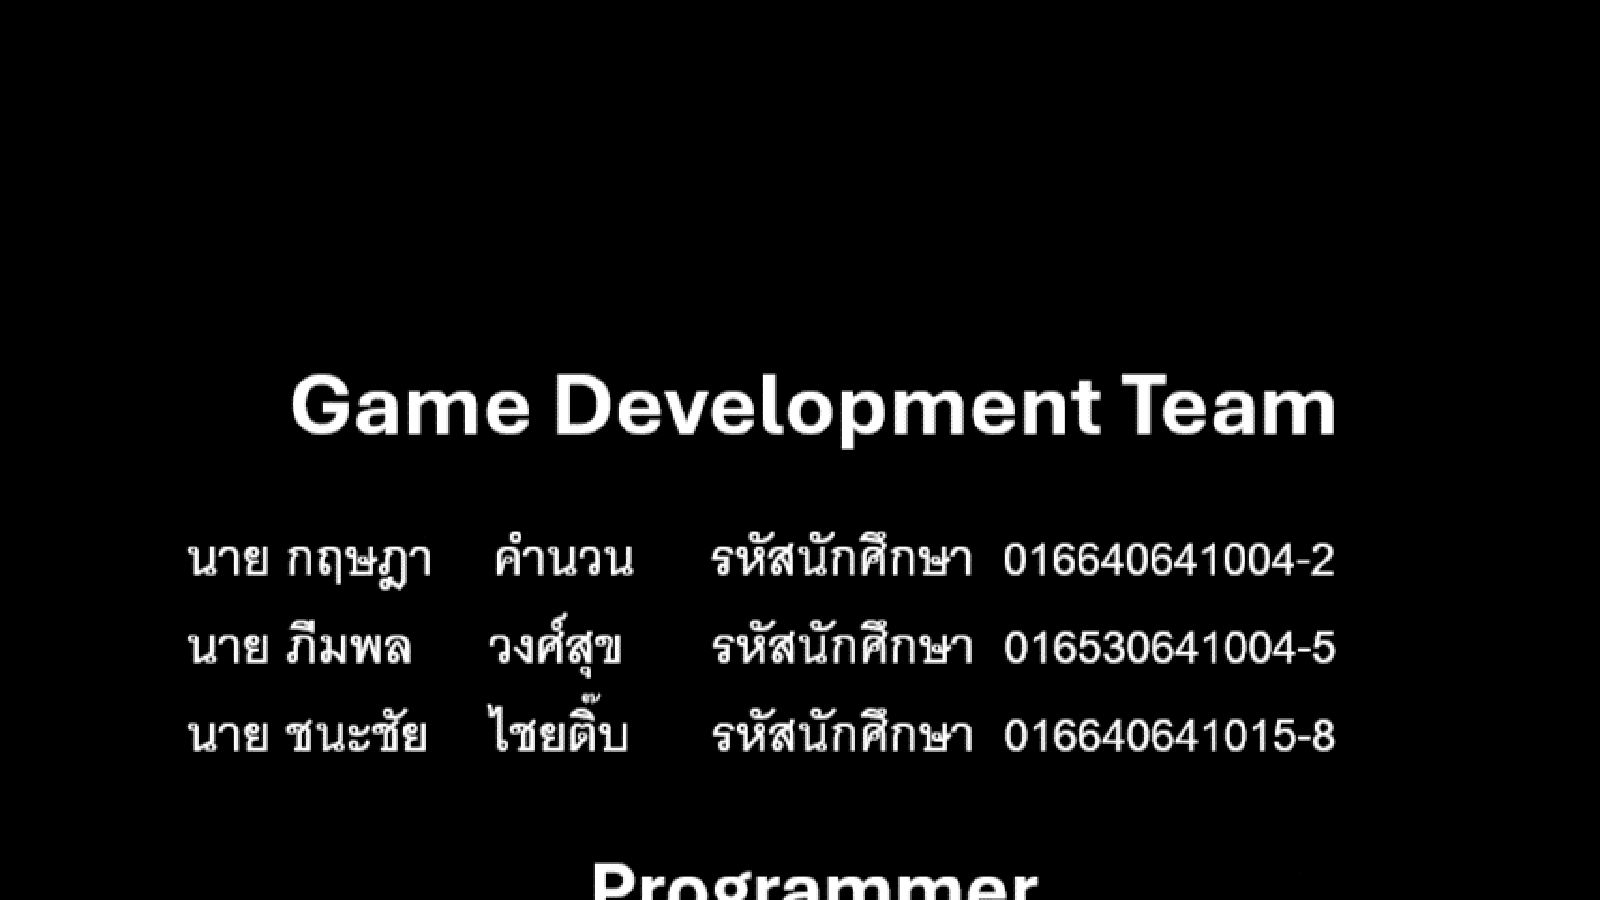 Game Development Team
นาย กฤษฎา คำนวน รหัสนักศึกษา 016640641004-2
นาย ภีมพล วงศ์สุข รหัสนักศึกษา 016530641004-5
นาย ชนะชัย ไชยติ๊บ รหัสนักศึกษา 016640641015-8
Programmer